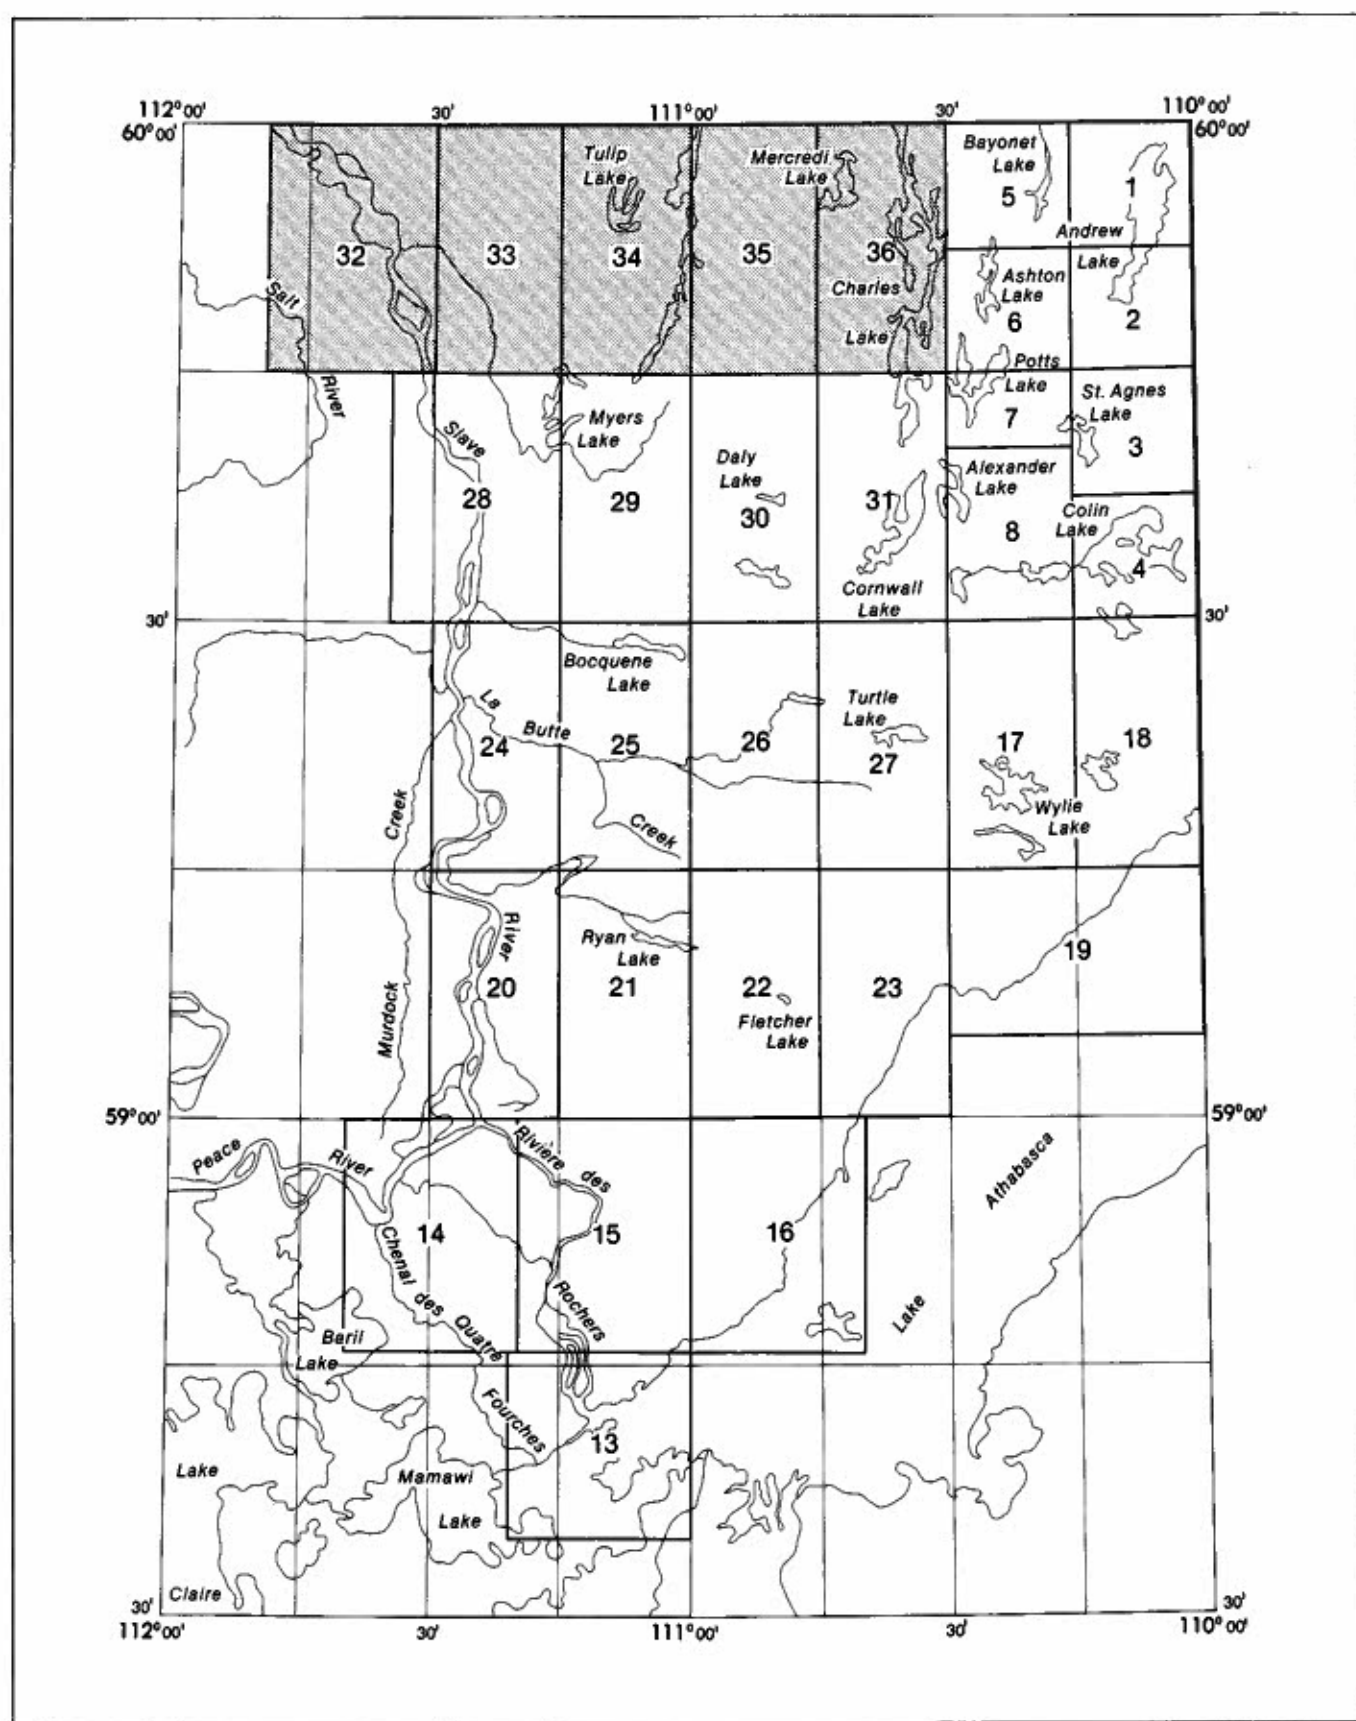 112°00'
30'
111°00'
30'
110°00'
60°00'
60°00'
Tulip
Lake
Mercredi
Lake
Bayonet
Lake
5
1
32
33
34
35
36
Andrew
Lake
Charles
Lake
Ashton
Lake
6
2
Salt
River
Potts
Lake
7
St. Agnes
Lake
3
Slave
Myers
Lake
Daly
Lake
28
29
30
31
Alexander
Lake
8
Colin
Lake
4
Cornwall
Lake
30'
30'
Bocquene
Lake
La
Butte
Creek
Turtle
Lake
24
25
26
27
17
18
Wylie
Lake
Creek
Murdock
River
Ryan
Lake
19
20
21
22
23
Fletcher
Lake
59°00'
59°00'
Peace
River
Rivière des
Rochers
Athabasca
Lake
14
15
16
Chenal des Quatre
Fourches
Baril
Lake
13
Lake
Claire
Mamawi
Lake
30'
30'
112°00'
30'
111°00'
30'
110°00'